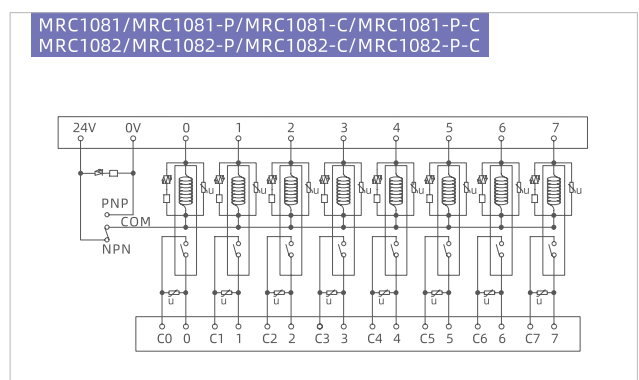 MRC1081/MRC1081-P/MRC1081-C/MRC1081-P-C
MRC1082/MRC1082-P/MRC1082-C/MRC1082-P-C
24V 0V 0 1 2 3 4 5 6 7
u u u u u u u u
PNP
COM
NPN
u u u u u u u u
C0 0 C1 1 C2 2 C3 3 C4 4 C5 5 C6 6 C7 7